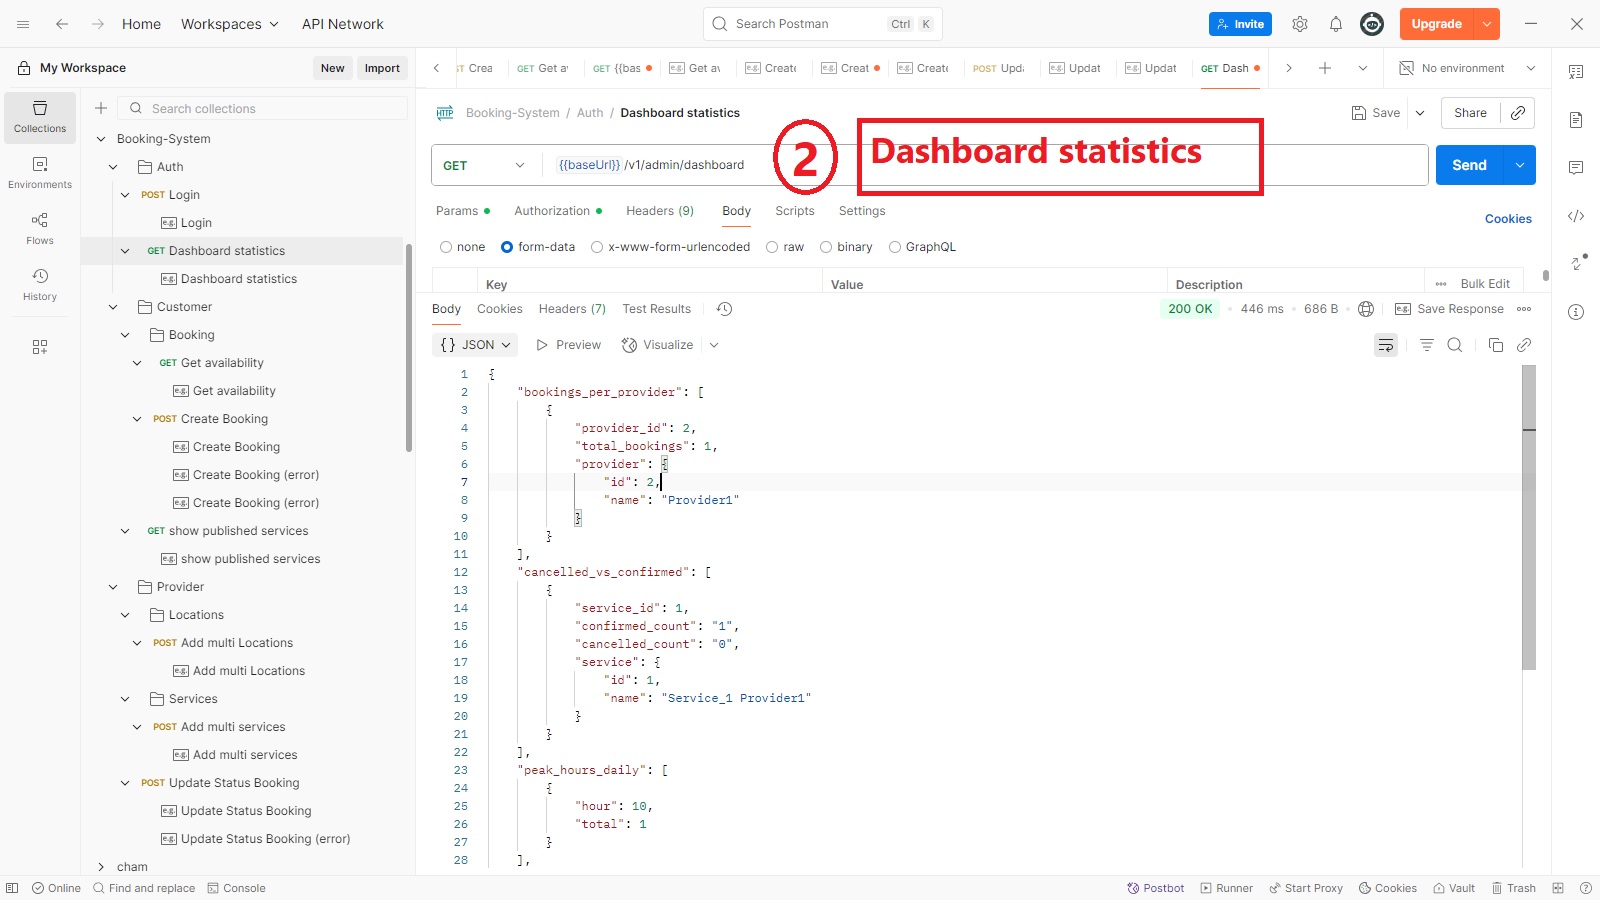 Home Workspaces API Network Search Postman Ctrl K Invite Upgrade
My Workspace New Import
Crea GET Get av GET {{bas Get av Create Creat Create POST Upda Updat Updat GET Dash No environment
Collections
Environments
Flows
History
Search collections
Booking-System
Auth
POST Login
Login
GET Dashboard statistics
Dashboard statistics
Customer
Booking
GET Get availability
Get availability
POST Create Booking
Create Booking
Create Booking (error)
Create Booking (error)
GET show published services
show published services
Provider
Locations
POST Add multi Locations
Add multi Locations
Services
POST Add multi services
Add multi services
POST Update Status Booking
Update Status Booking
Update Status Booking (error)
cham
HTTP Booking-System / Auth / Dashboard statistics Save Share
GET {{baseUrl}} /v1/admin/dashboard Send
2 Dashboard statistics
Params Authorization Headers (9) Body Scripts Settings Cookies
none form-data x-www-form-urlencoded raw binary GraphQL
Key Value Description Bulk Edit
Body Cookies Headers (7) Test Results 200 OK 446 ms 686 B Save Response
{} JSON Preview Visualize
1 {
2 "bookings_per_provider": [
3 {
4 "provider_id": 2,
5 "total_bookings": 1,
6 "provider": {
7 "id": 2,
8 "name": "Provider1"
9 }
10 }
11 ],
12 "cancelled_vs_confirmed": [
13 {
14 "service_id": 1,
15 "confirmed_count": "1",
16 "cancelled_count": "0",
17 "service": {
18 "id": 1,
19 "name": "Service_1 Provider1"
20 }
21 }
22 ],
23 "peak_hours_daily": [
24 {
25 "hour": 10,
26 "total": 1
27 }
28 ],
Online Find and replace Console Postbot Runner Start Proxy Cookies Vault Trash